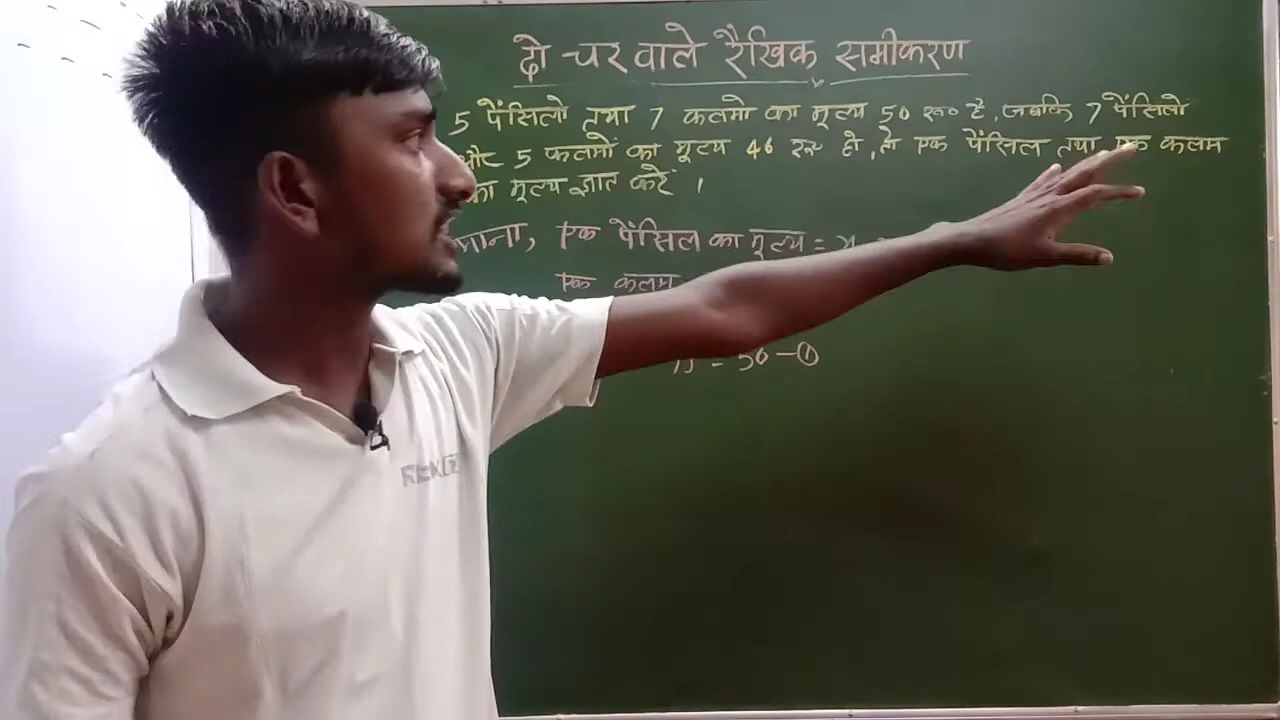 दो चर वाले रैखिक समीकरण
5 पेंसिलो तथा 7 कलमो का मूल्य 50 रू० है, जबकि 7 पेंसिलो
और 5 कलमों का मूल्य 46 रू० हो, तो एक पेंसिल तथा एक कलम
का मूल्य ज्ञात करें ।
माना, एक पेंसिल का मूल्य = x
एक कलम
= 50 —①